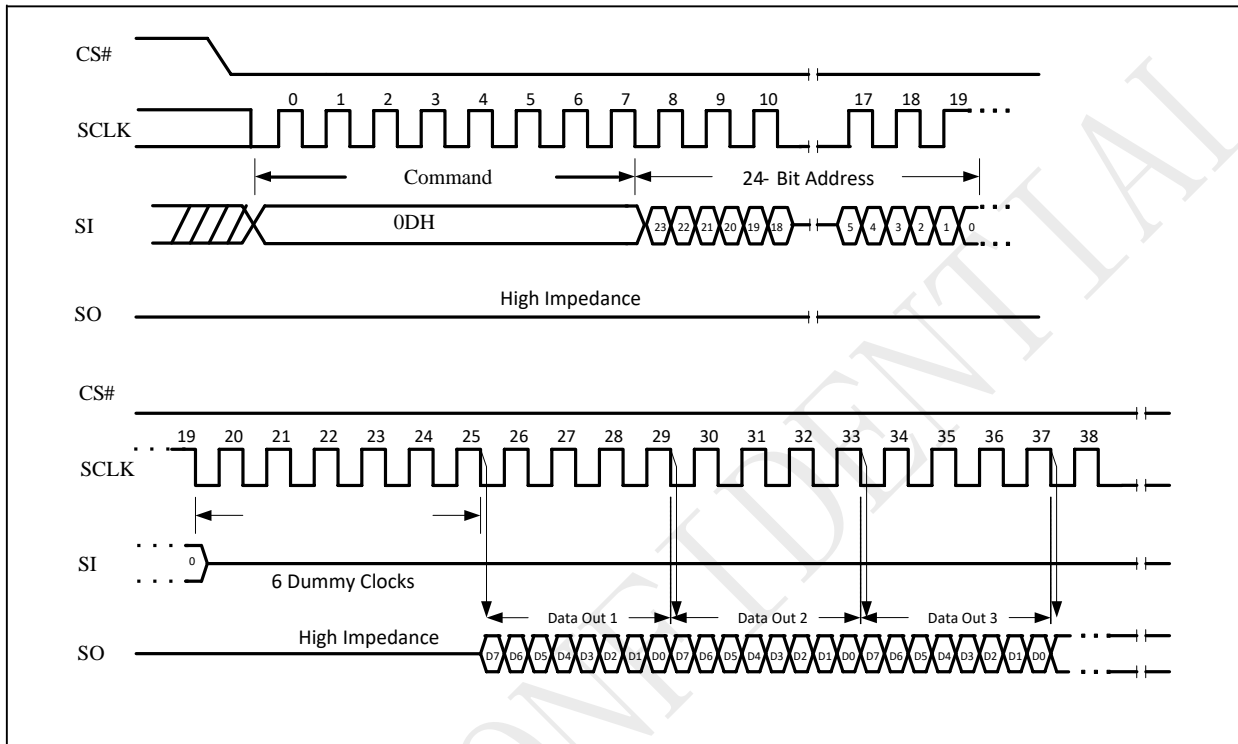 CS#
0 1 2 3 4 5 6 7 8 9 10 17 18 19
SCLK
Command 24- Bit Address
SI 0DH 23 22 21 20 19 18 5 4 3 2 1 0
High Impedance
SO
CS#
19 20 21 22 23 24 25 26 27 28 29 30 31 32 33 34 35 36 37 38
SCLK
SI 0
6 Dummy Clocks
Data Out 1 Data Out 2 Data Out 3
High Impedance
SO D7 D6 D5 D4 D3 D2 D1 D0 D7 D6 D5 D4 D3 D2 D1 D0 D7 D6 D5 D4 D3 D2 D1 D0
ONFIDENTIAL